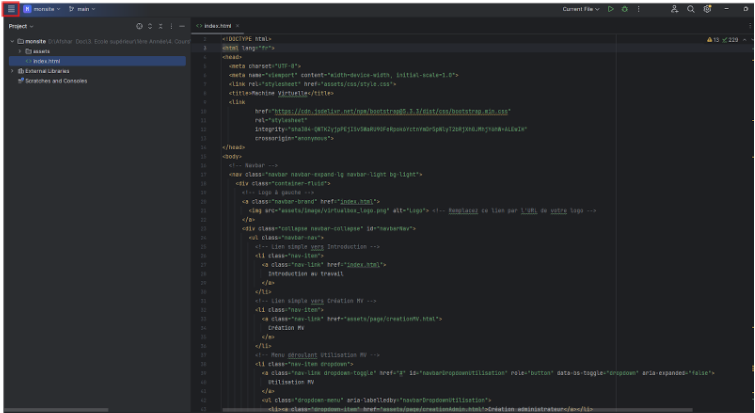 monsite
main
Current File
Project
monsite
assets
index.html
External Libraries
Scratches and Consoles
index.html
13
229
<!DOCTYPE html>
<html lang="fr">
<head>
<meta charset="UTF-8">
<meta name="viewport" content="width=device-width, initial-scale=1.0">
<link rel="stylesheet" href="assets/css/style.css">
<title>Machine Virtuelle</title>
<link
href="https://cdn.jsdelivr.net/npm/bootstrap@5.3.3/dist/css/bootstrap.min.css"
rel="stylesheet"
crossorigin="anonymous">
</head>
<body>
<!-- Navbar -->
<nav class="navbar navbar-expand-lg navbar-light bg-light">
<div class="container-fluid">
<!-- Logo à gauche -->
<a class="navbar-brand" href="index.html">
<img src="assets/image/virtualbox_logo.png" alt="Logo"> <!-- Remplacez ce lien par l'URL de votre logo -->
</a>
<div class="collapse navbar-collapse" id="navbarNav">
<ul class="navbar-nav">
<!-- Lien simple vers Introduction -->
<li class="nav-item">
<a class="nav-link" href="index.html">
Introduction au travail
</a>
</li>
<!-- Lien simple vers Création MV -->
<li class="nav-item">
<a class="nav-link" href="assets/page/creationMV.html">
Création MV
</a>
</li>
<!-- Menu déroulant Utilisation MV -->
<li class="nav-item dropdown">
<a class="nav-link dropdown-toggle" href="#" id="navbarDropdownUtilisation" role="button" data-bs-toggle="dropdown" aria-expanded="false">
Utilisation MV
</a>
<ul class="dropdown-menu" aria-labelledby="navbarDropdownUtilisation">
<li><a class="dropdown-item" href="assets/page/creationAdmin.html">Création administrateur</a></li>